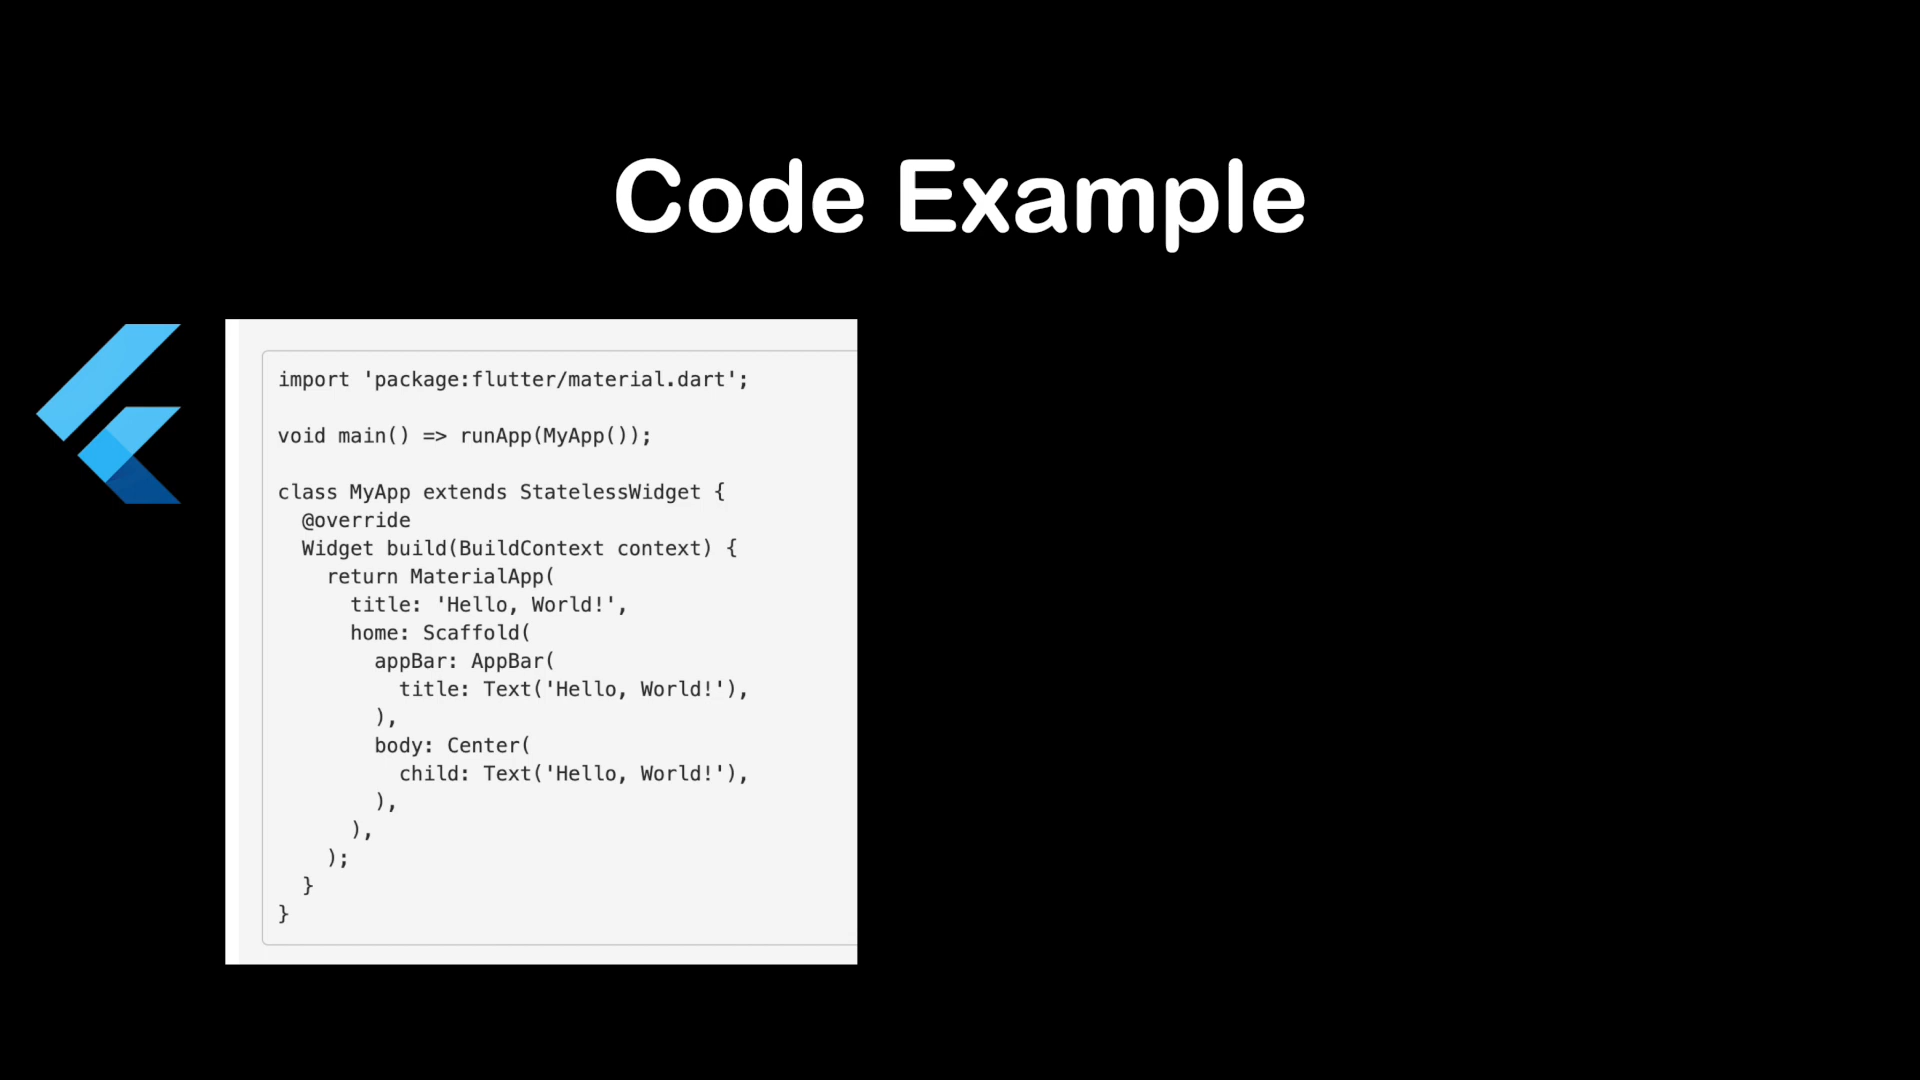 Code Example
import 'package:flutter/material.dart';
void main() => runApp(MyApp());
class MyApp extends StatelessWidget {
  @override
  Widget build(BuildContext context) {
    return MaterialApp(
      title: 'Hello, World!',
      home: Scaffold(
        appBar: AppBar(
          title: Text('Hello, World!'),
        ),
        body: Center(
          child: Text('Hello, World!'),
        ),
      ),
    );
  }
}